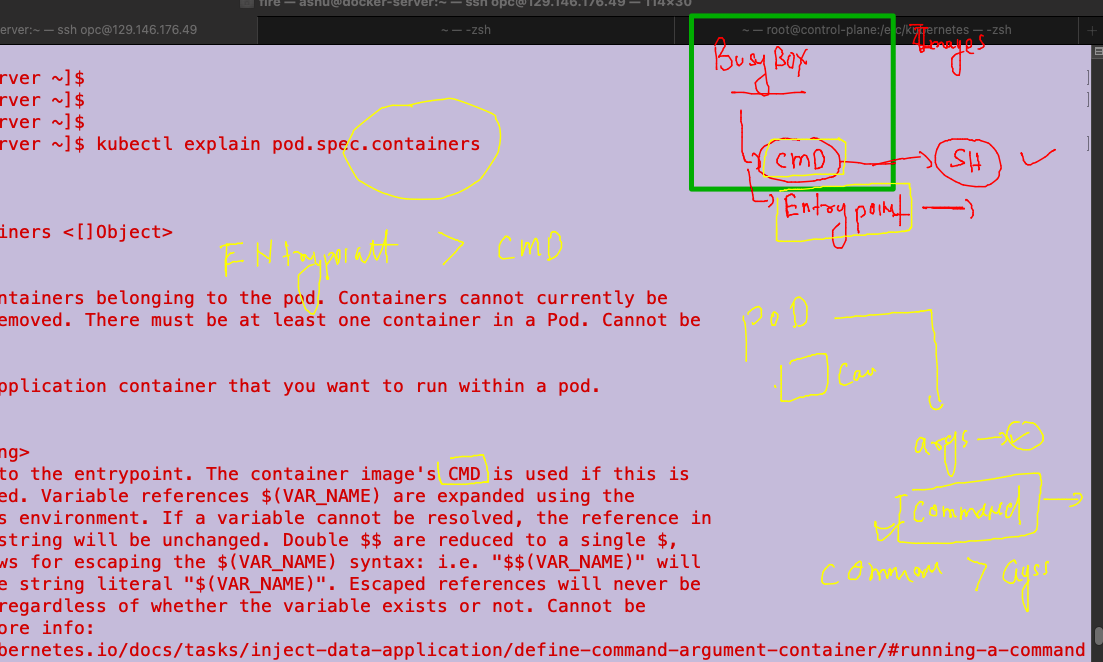 fire — ashu@docker-server:~ — ssh opc@129.146.176.49 — 114×30
erver:~ — ssh opc@129.146.176.49
~ — -zsh
~ — root@control-plane:/etc/kubernetes — -zsh
Images
BusyBox
rver ~]$
rver ~]$
rver ~]$
rver ~]$ kubectl explain pod.spec.containers
CMD
SH
Entrypoint
iners <[]Object>
ENtrypoint > CMD
ntainers belonging to the pod. Containers cannot currently be
emoved. There must be at least one container in a Pod. Cannot be
PoD
pplication container that you want to run within a pod.
args
ng>
to the entrypoint. The container image's CMD is used if this is
ed. Variable references $(VAR_NAME) are expanded using the
s environment. If a variable cannot be resolved, the reference in
Command
string will be unchanged. Double $$ are reduced to a single $,
ws for escaping the $(VAR_NAME) syntax: i.e. "$$(VAR_NAME)" will
e string literal "$(VAR_NAME)". Escaped references will never be
> args
regardless of whether the variable exists or not. Cannot be
ore info:
bernetes.io/docs/tasks/inject-data-application/define-command-argument-container/#running-a-command